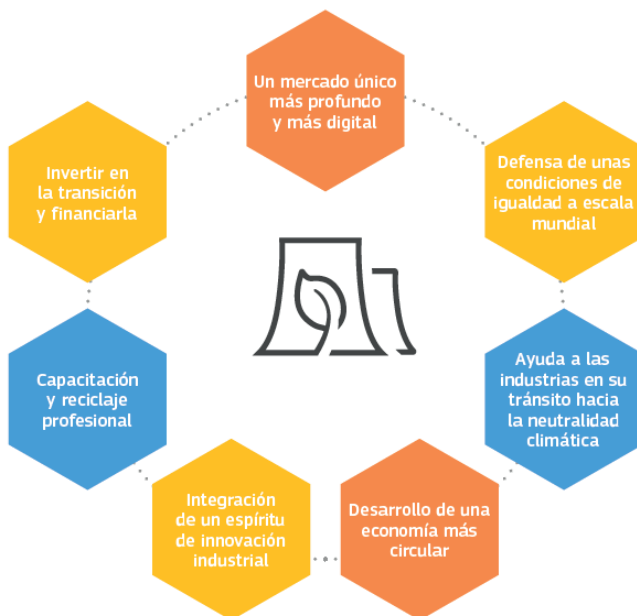 Un mercado único
más profundo
y más digital
Defensa de unas
condiciones de
igualdad a escala
mundial
Ayuda a las
industrias en su
tránsito hacia
la neutralidad
climática
Desarrollo de una
economía más
circular
Integración
de un espíritu
de innovación
industrial
Capacitación
y reciclaje
profesional
Invertir en
la transición
y financiarla